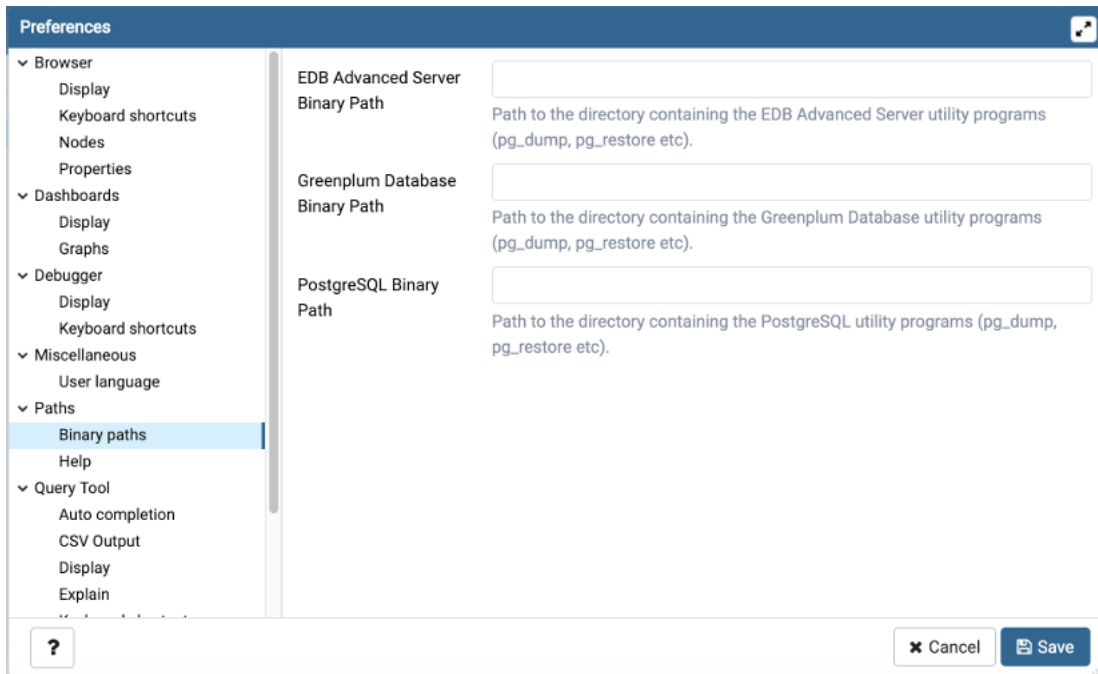 Preferences
Browser
Display
Keyboard shortcuts
Nodes
Properties
Dashboards
Display
Graphs
Debugger
Display
Keyboard shortcuts
Miscellaneous
User language
Paths
Binary paths
Help
Query Tool
Auto completion
CSV Output
Display
Explain
EDB Advanced Server
Binary Path
Path to the directory containing the EDB Advanced Server utility programs
(pg_dump, pg_restore etc).
Greenplum Database
Binary Path
Path to the directory containing the Greenplum Database utility programs
(pg_dump, pg_restore etc).
PostgreSQL Binary
Path
Path to the directory containing the PostgreSQL utility programs (pg_dump,
pg_restore etc).
?
Cancel
Save